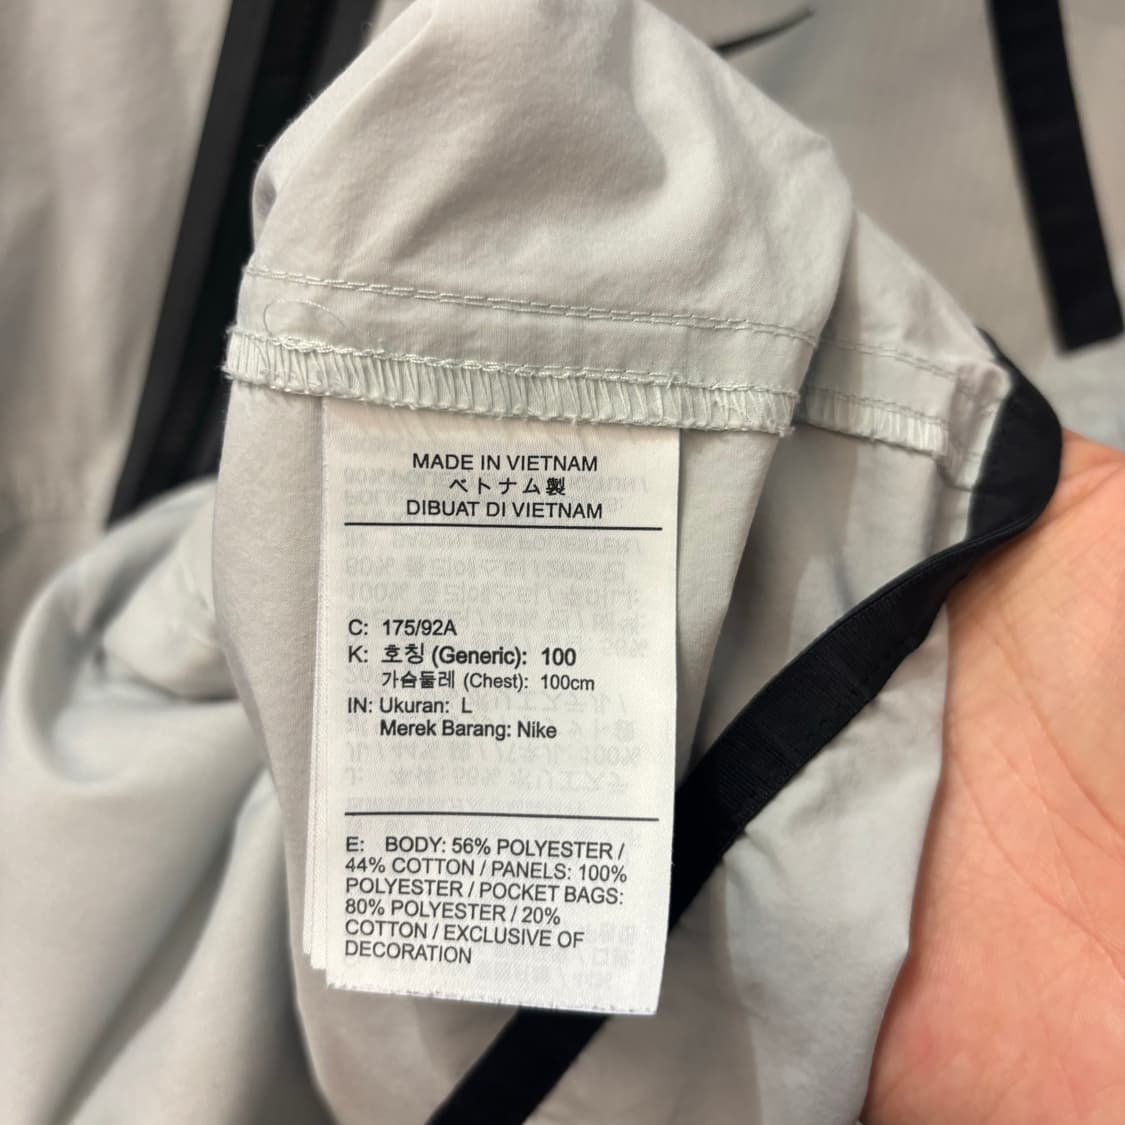 MADE IN VIETNAM
ベトナム製
DIBUAT DI VIETNAM
C: 175/92A
K: 호칭 (Generic): 100
가슴둘레 (Chest): 100cm
IN: Ukuran: L
Merek Barang: Nike
E: BODY: 56% POLYESTER /
44% COTTON / PANELS: 100%
POLYESTER / POCKET BAGS:
80% POLYESTER / 20%
COTTON / EXCLUSIVE OF
DECORATION